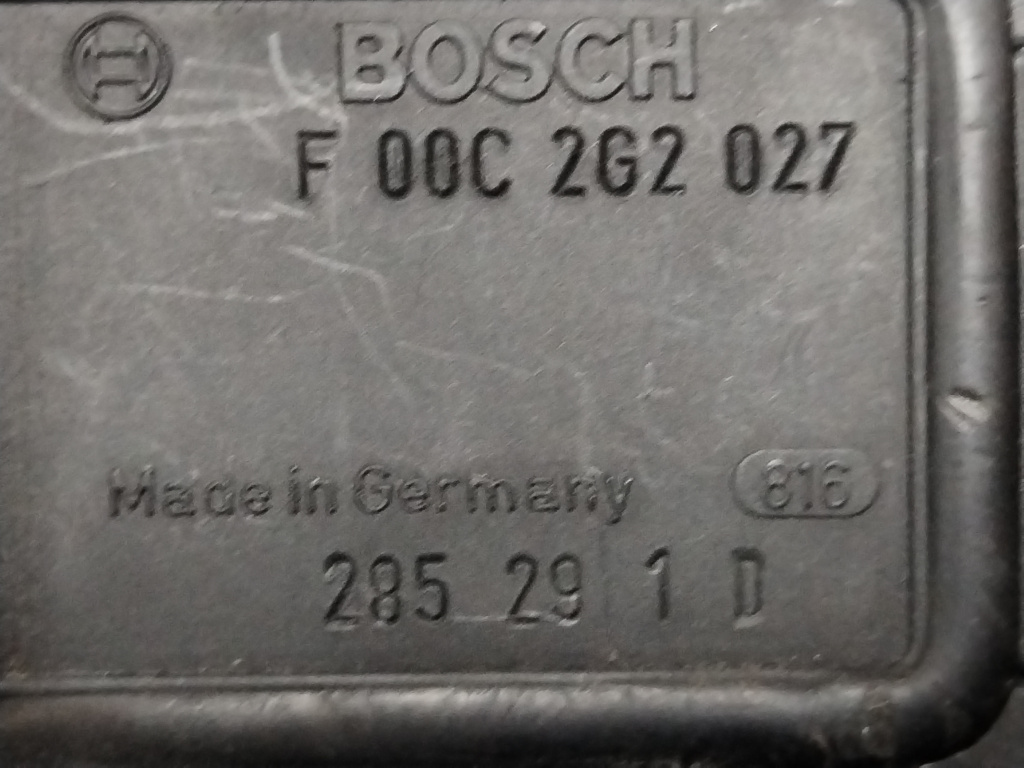 BOSCH
F 00C 2G2 027
Made in Germany 816
285 29 1 D